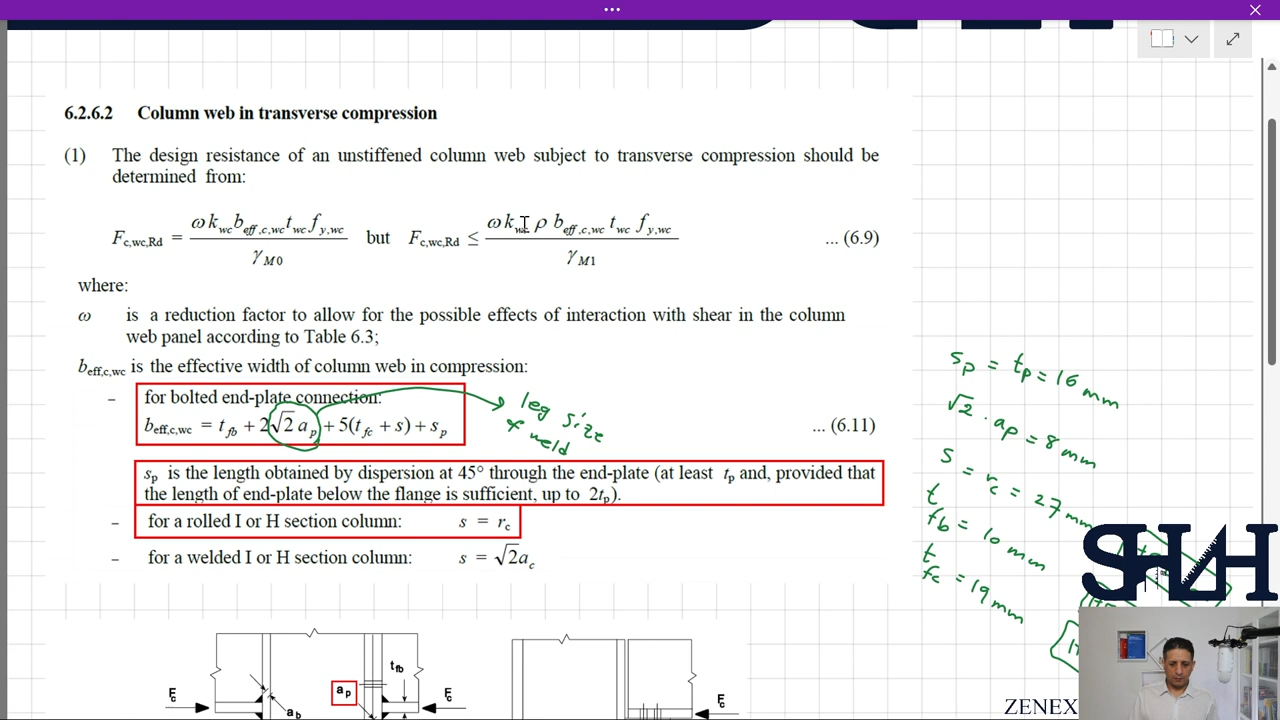 6.2.6.2 Column web in transverse compression
(1) The design resistance of an unstiffened column web subject to transverse compression should be
determined from:
F_c,wc,Rd = ω k_wc b_eff,c,wc t_wc f_y,wc / γ_M0 but F_c,wc,Rd ≤ ω k_wc ρ b_eff,c,wc t_wc f_y,wc / γ_M1 ... (6.9)
where:
ω is a reduction factor to allow for the possible effects of interaction with shear in the column
web panel according to Table 6.3;
b_eff,c,wc is the effective width of column web in compression:
– for bolted end-plate connection:
b_eff,c,wc = t_fb + 2√2 a_p + 5(t_fc + s) + s_p ... (6.11)
leg size
of weld
s_p is the length obtained by dispersion at 45° through the end-plate (at least t_p and, provided that
the length of end-plate below the flange is sufficient, up to 2t_p).
– for a rolled I or H section column: s = r_c
– for a welded I or H section column: s = √2 a_c
s_p = t_p = 16 mm
√2 · a_p = 8 mm
s = r_c = 27 mm
t_fb = 10 mm
t_fc = 19 mm
t_fb
F_c
a_p
F_c
a_b
F_c
ZENEX